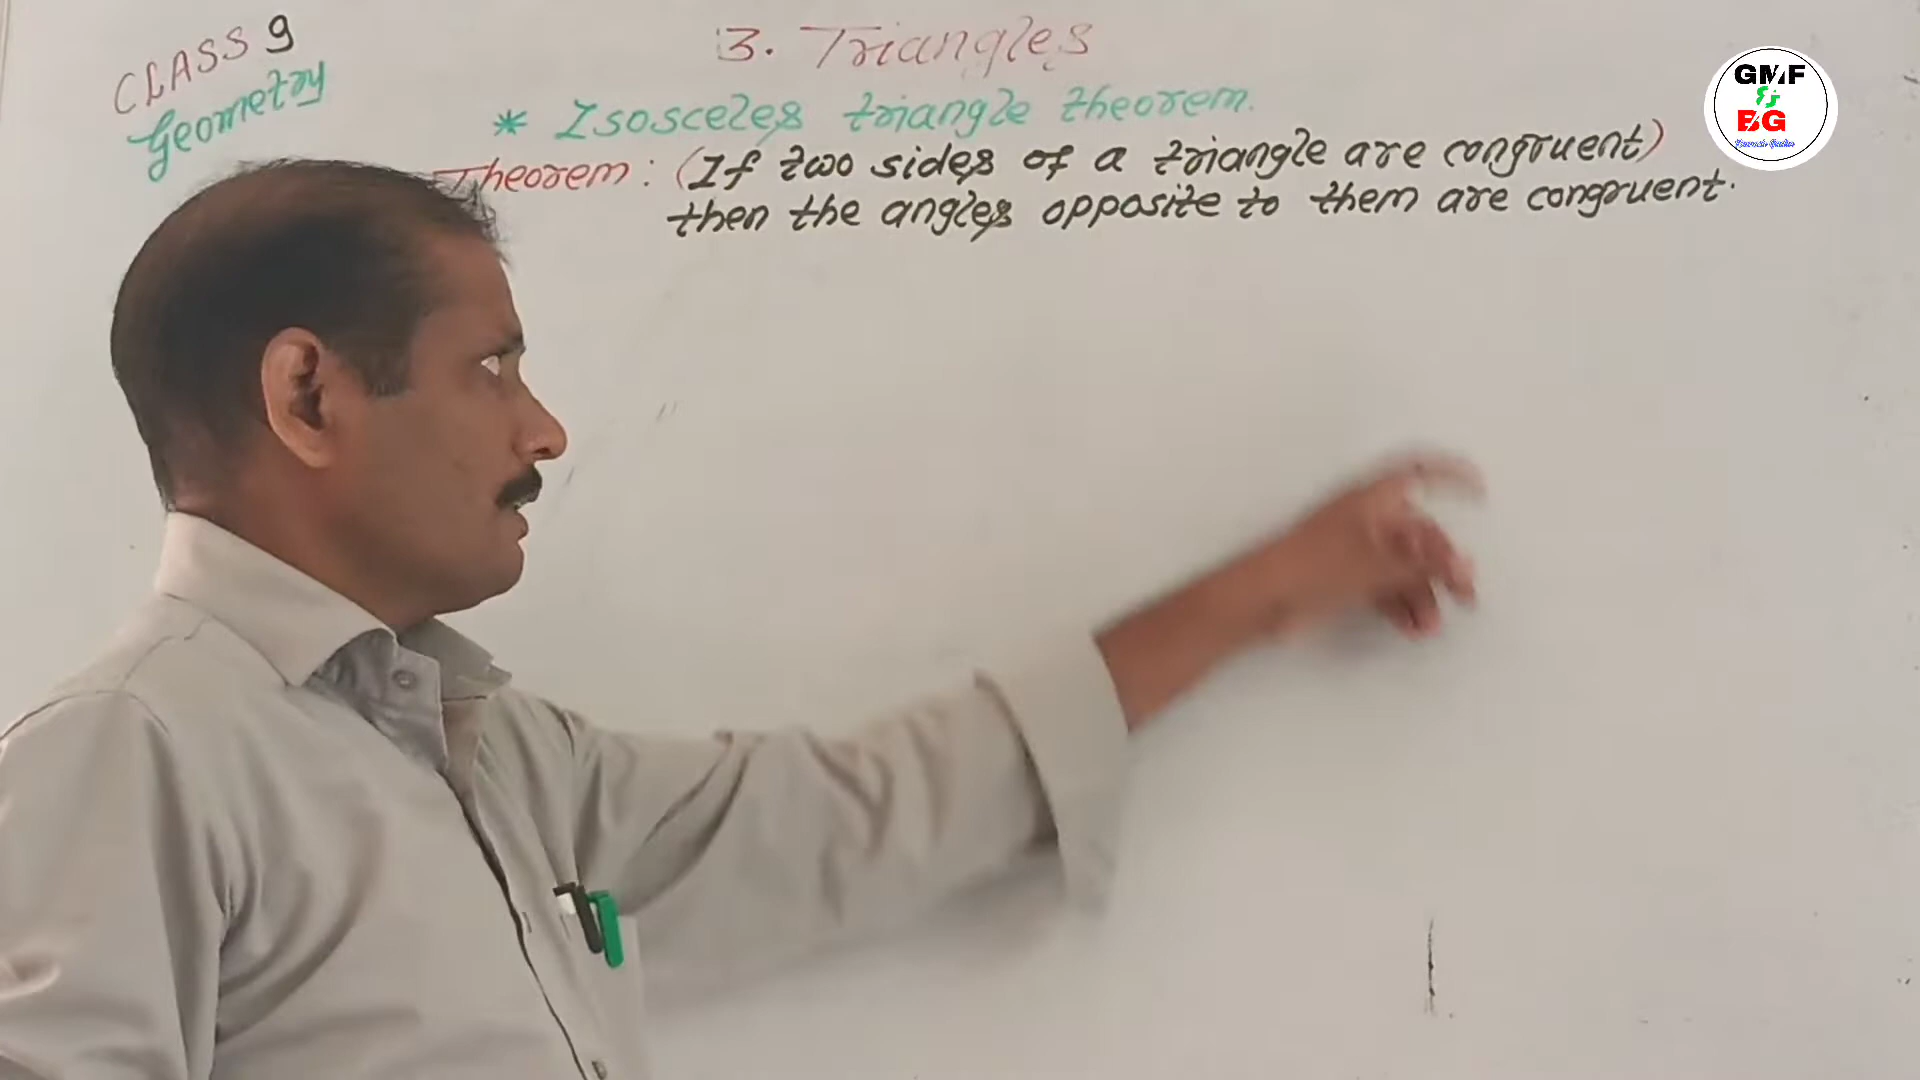 CLASS 9
Geometry
3. Triangles
* Isosceles triangle theorem.
Theorem: (If two sides of a triangle are congruent)
then the angles opposite to them are congruent.
GMF
BG